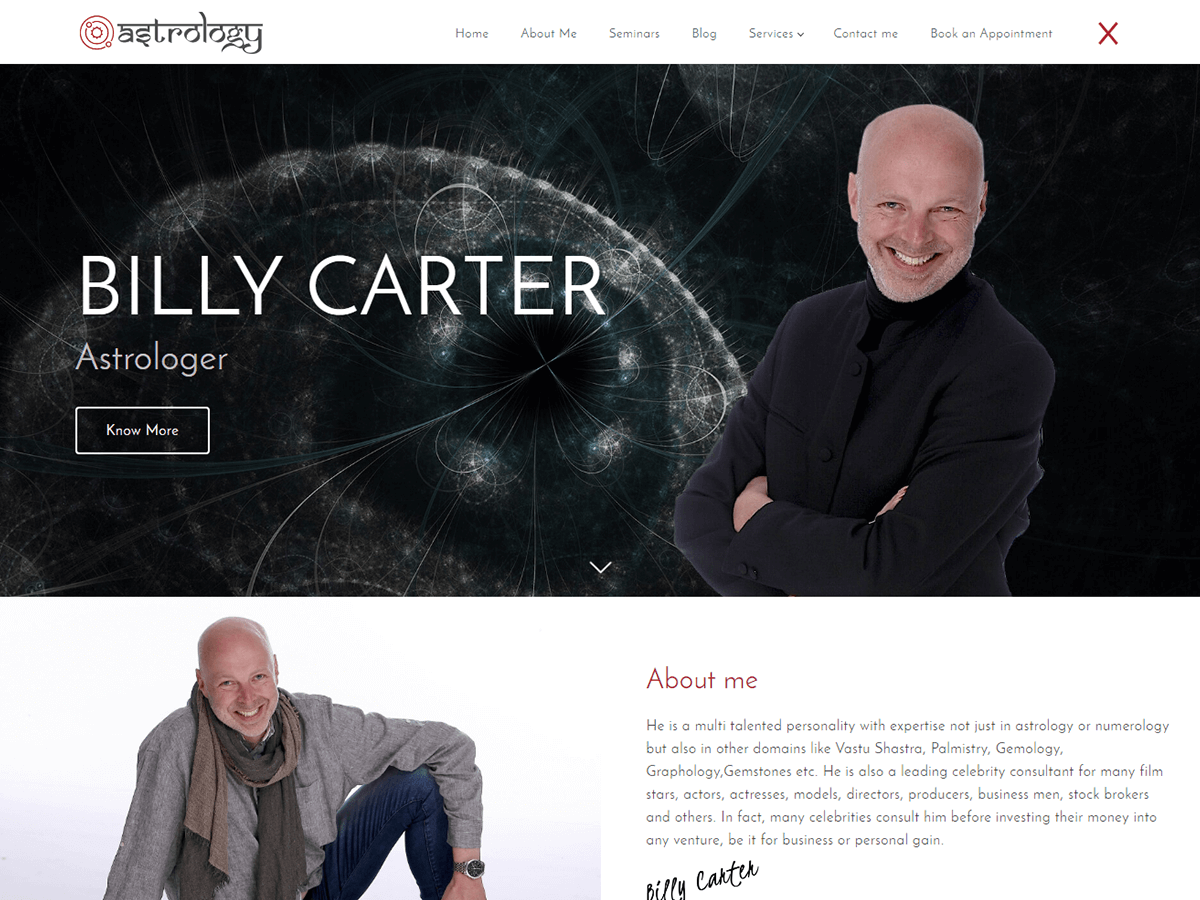 astrology
Home About Me Seminars Blog Services Contact me Book an Appointment
BILLY CARTER
Astrologer
Know More
About me
He is a multi talented personality with expertise not just in astrology or numerology
but also in other domains like Vastu Shastra, Palmistry, Gemology,
Graphology,Gemstones etc. He is also a leading celebrity consultant for many film
stars, actors, actresses, models, directors, producers, business men, stock brokers
and others. In fact, many celebrities consult him before investing their money into
any venture, be it for business or personal gain.
Billy Carter